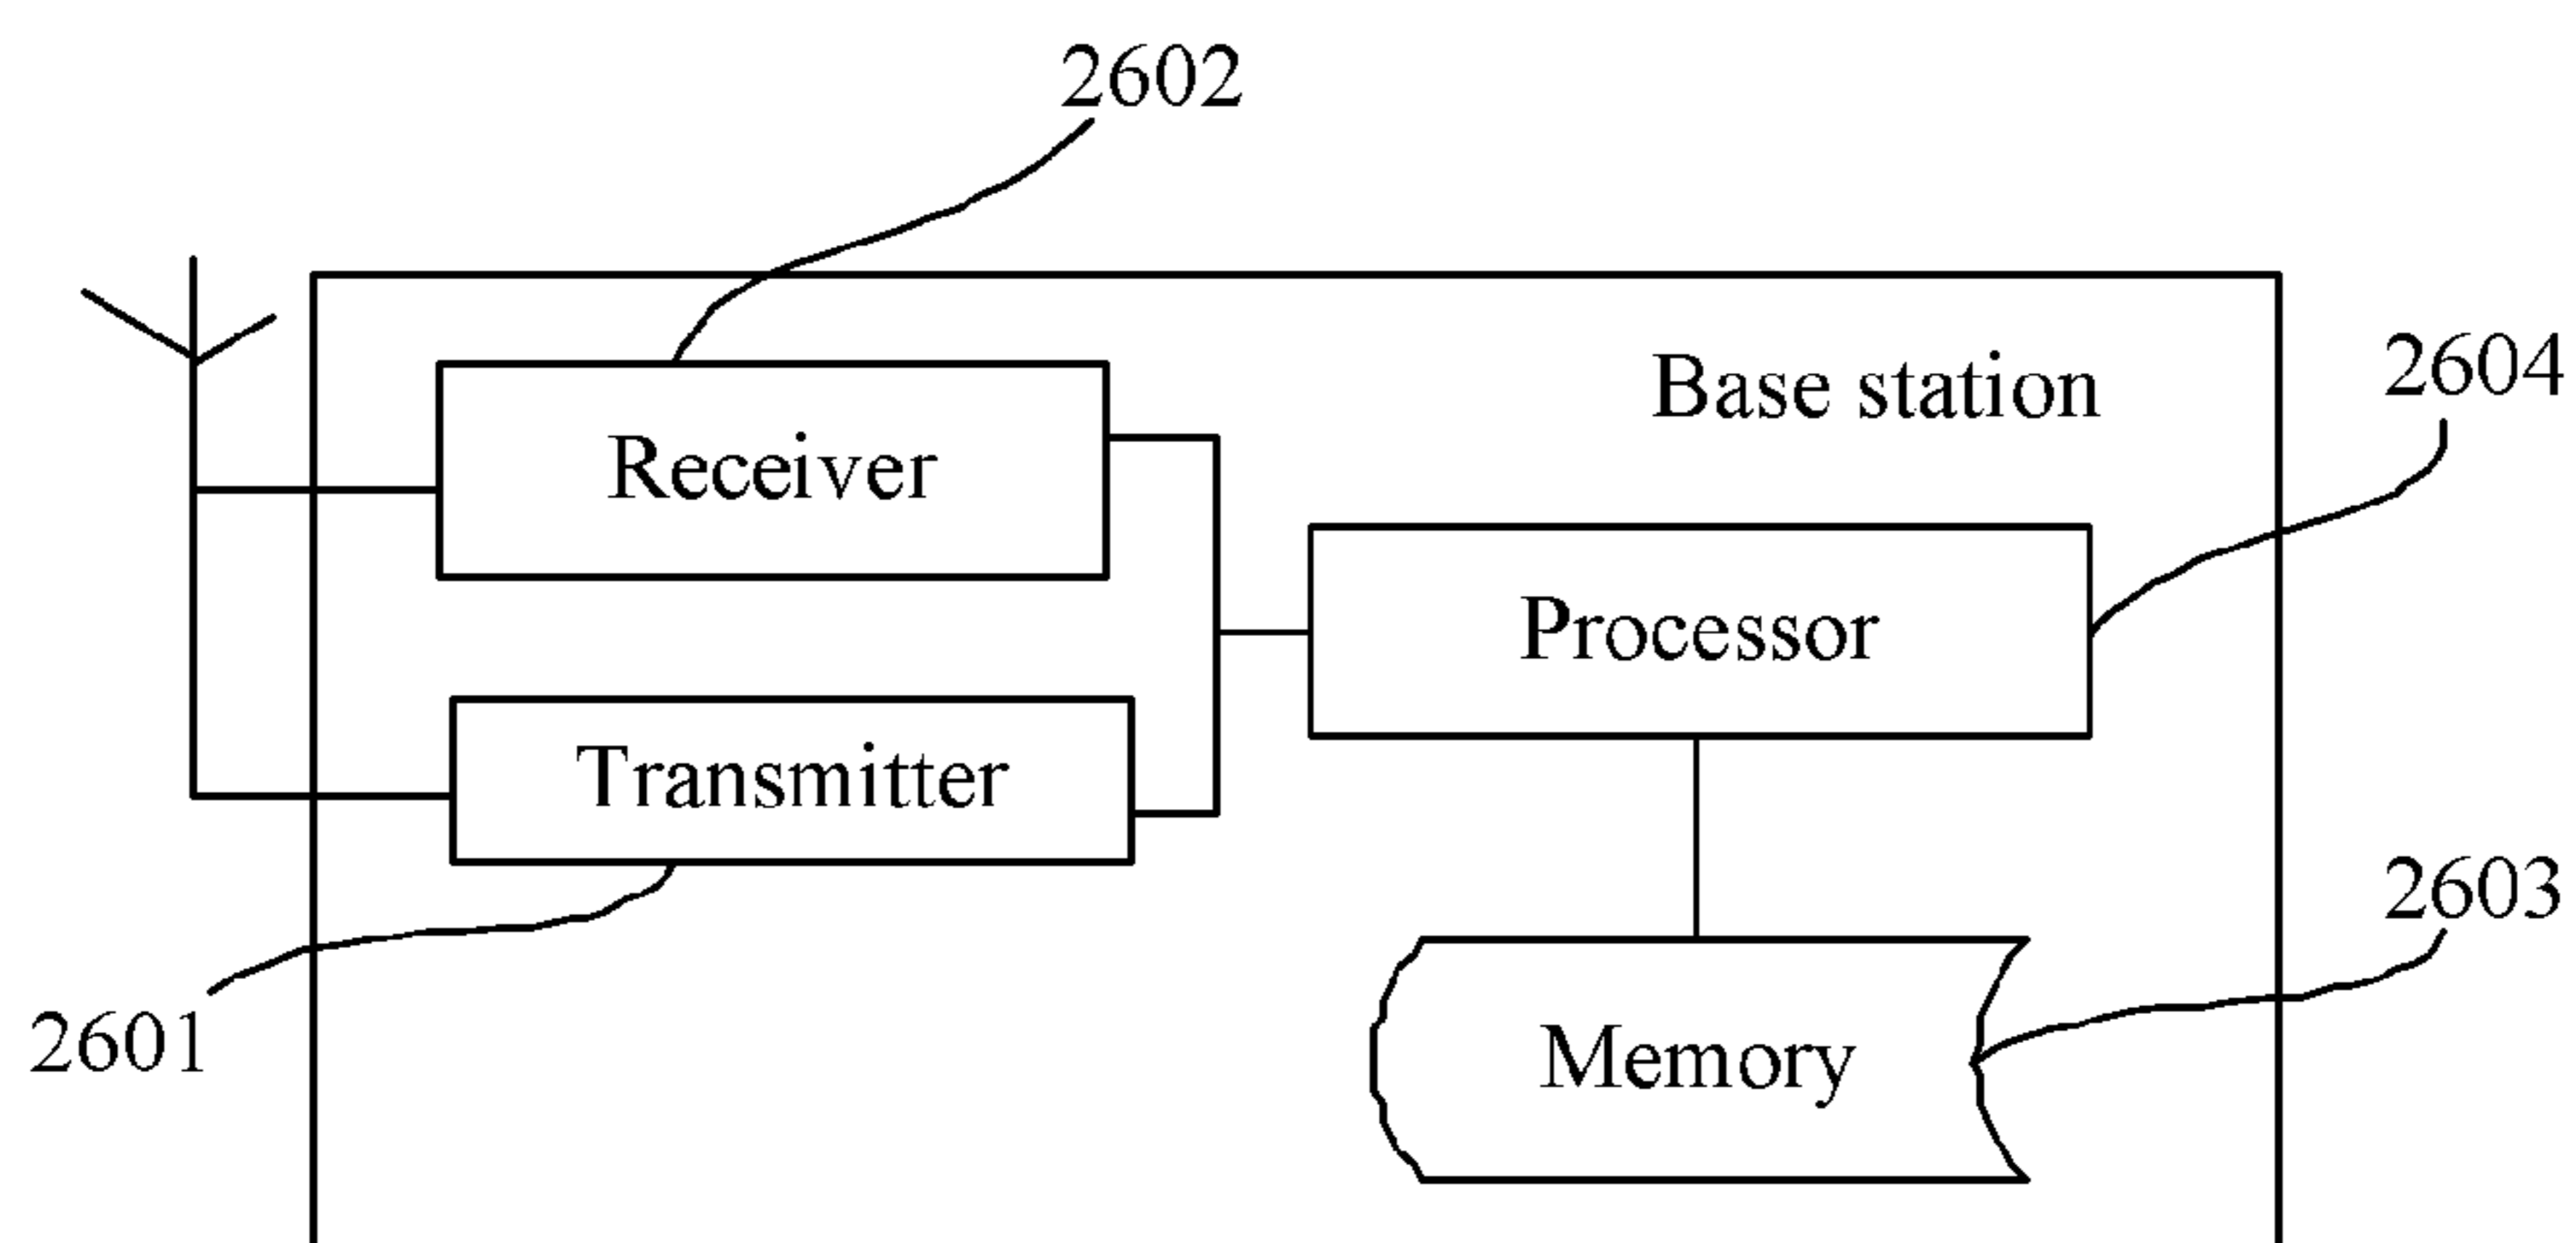 2602
Base station
2604
Receiver
Processor
Transmitter
2603
2601
Memory